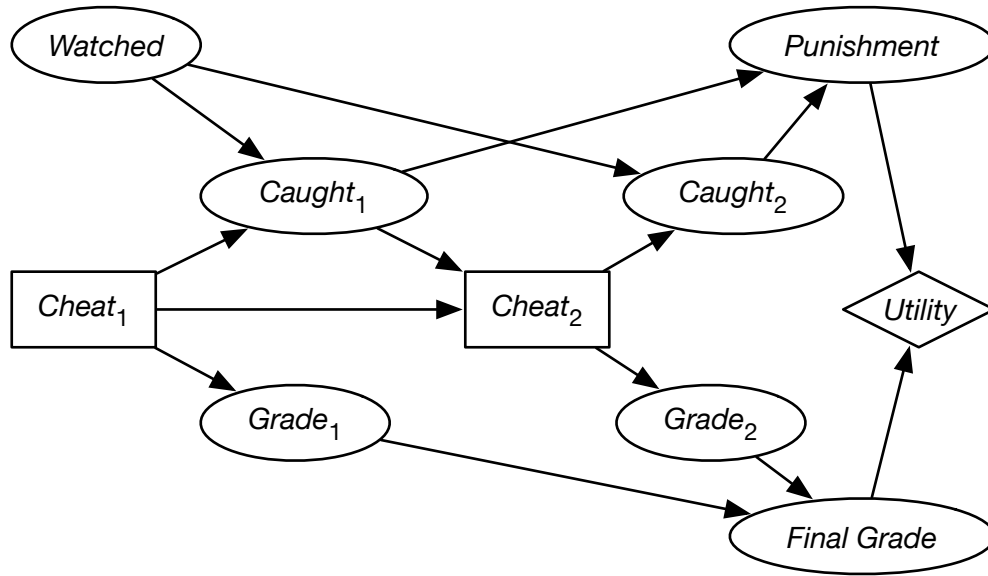 Watched
Punishment
Caught₁
Caught₂
Cheat₁
Cheat₂
Utility
Grade₁
Grade₂
Final Grade